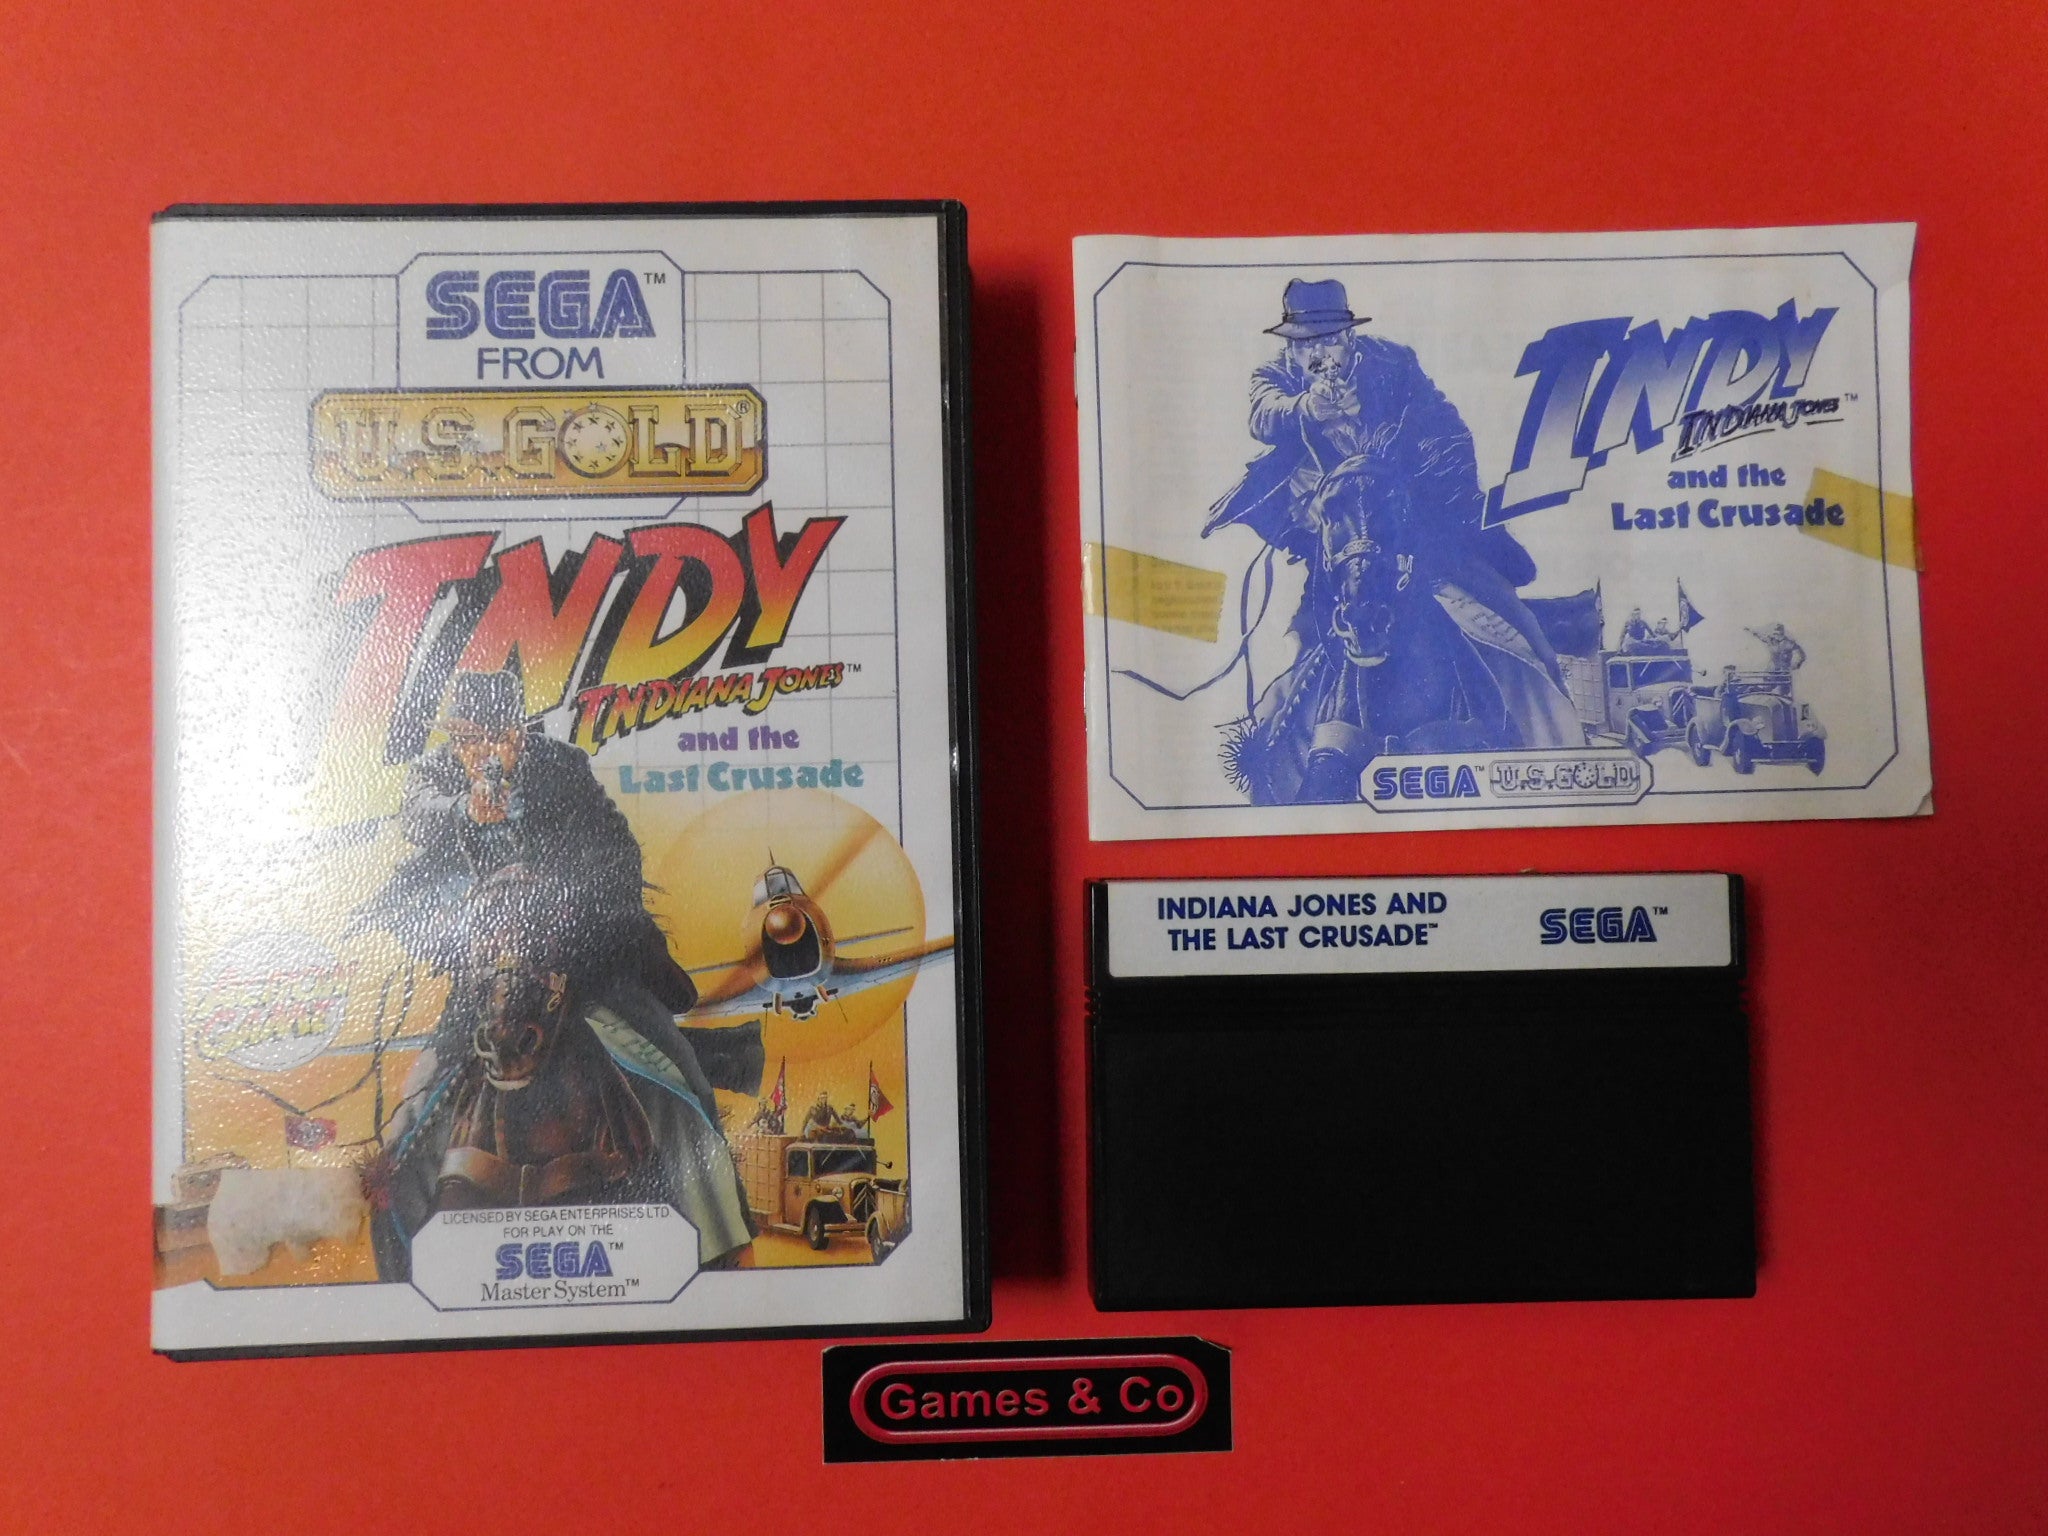 SEGA™
FROM
U.S. GOLD®
INDY
INDIANA JONES™
and the
Last Crusade
ACTION
GAME
LICENSED BY SEGA ENTERPRISES LTD.
FOR PLAY ON THE
SEGA™
Master System™
INDY
INDIANA JONES™
and the
Last Crusade
SEGA™ U.S. GOLD
INDIANA JONES AND
THE LAST CRUSADE™
SEGA™
Games & Co